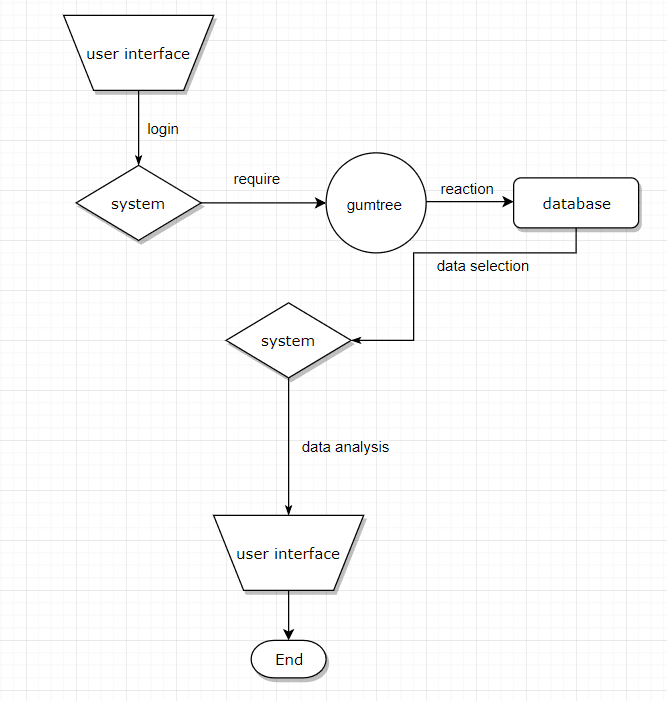 user interface
login
system
require
gumtree
reaction
database
data selection
system
data analysis
user interface
End